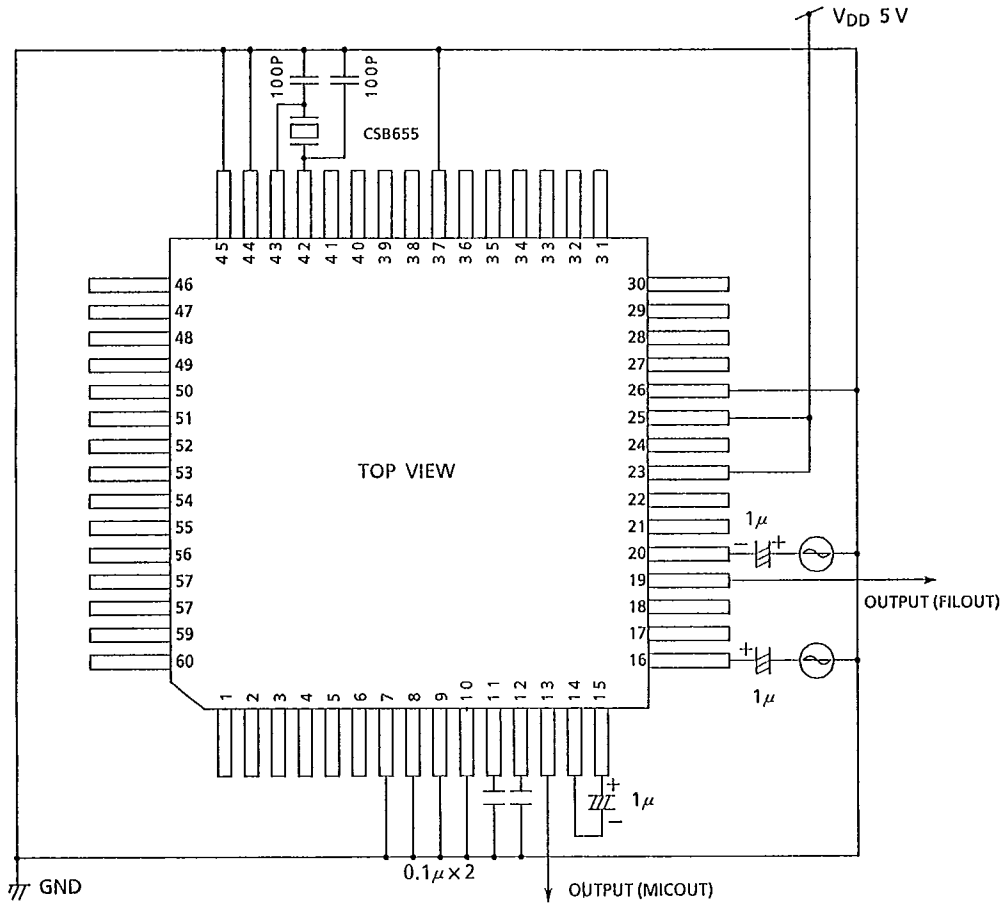 VDD 5 V
100P
100P
CSB655
45 44 43 42 41 40 39 38 37 36 35 34 33 32 31
46
47
48
49
50
51
52
53
54
55
56
57
57
59
60
TOP VIEW
30
29
28
27
26
25
24
23
22
21
20
19
18
17
16
1μ
− +
OUTPUT (FILOUT)
+
1μ
1 2 3 4 5 6 7 8 9 10 11 12 13 14 15
+
1μ
−
0.1μ×2
GND
OUTPUT (MICOUT)